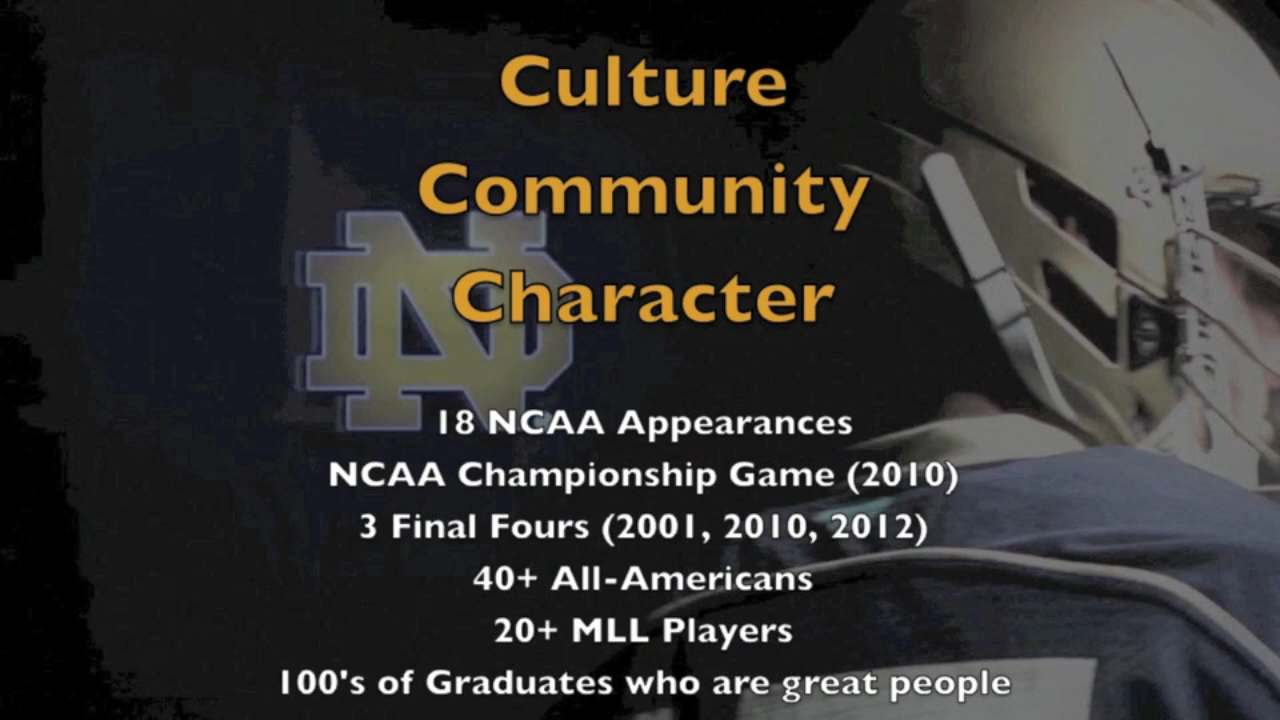 Culture
Community
Character
ND
18 NCAA Appearances
NCAA Championship Game (2010)
3 Final Fours (2001, 2010, 2012)
40+ All-Americans
20+ MLL Players
100's of Graduates who are great people